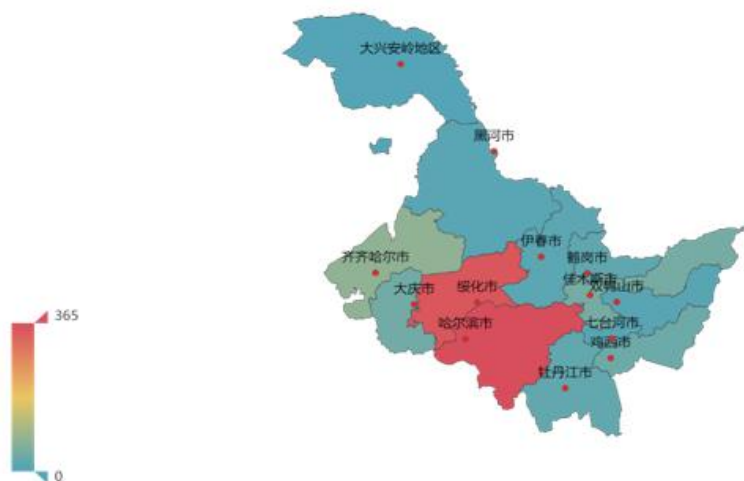 大兴安岭地区
黑河市
伊春市
齐齐哈尔市
鹤岗市
佳木斯市
双鸭山市
大庆市
绥化市
365
哈尔滨市
七台河市
鸡西市
牡丹江市
0